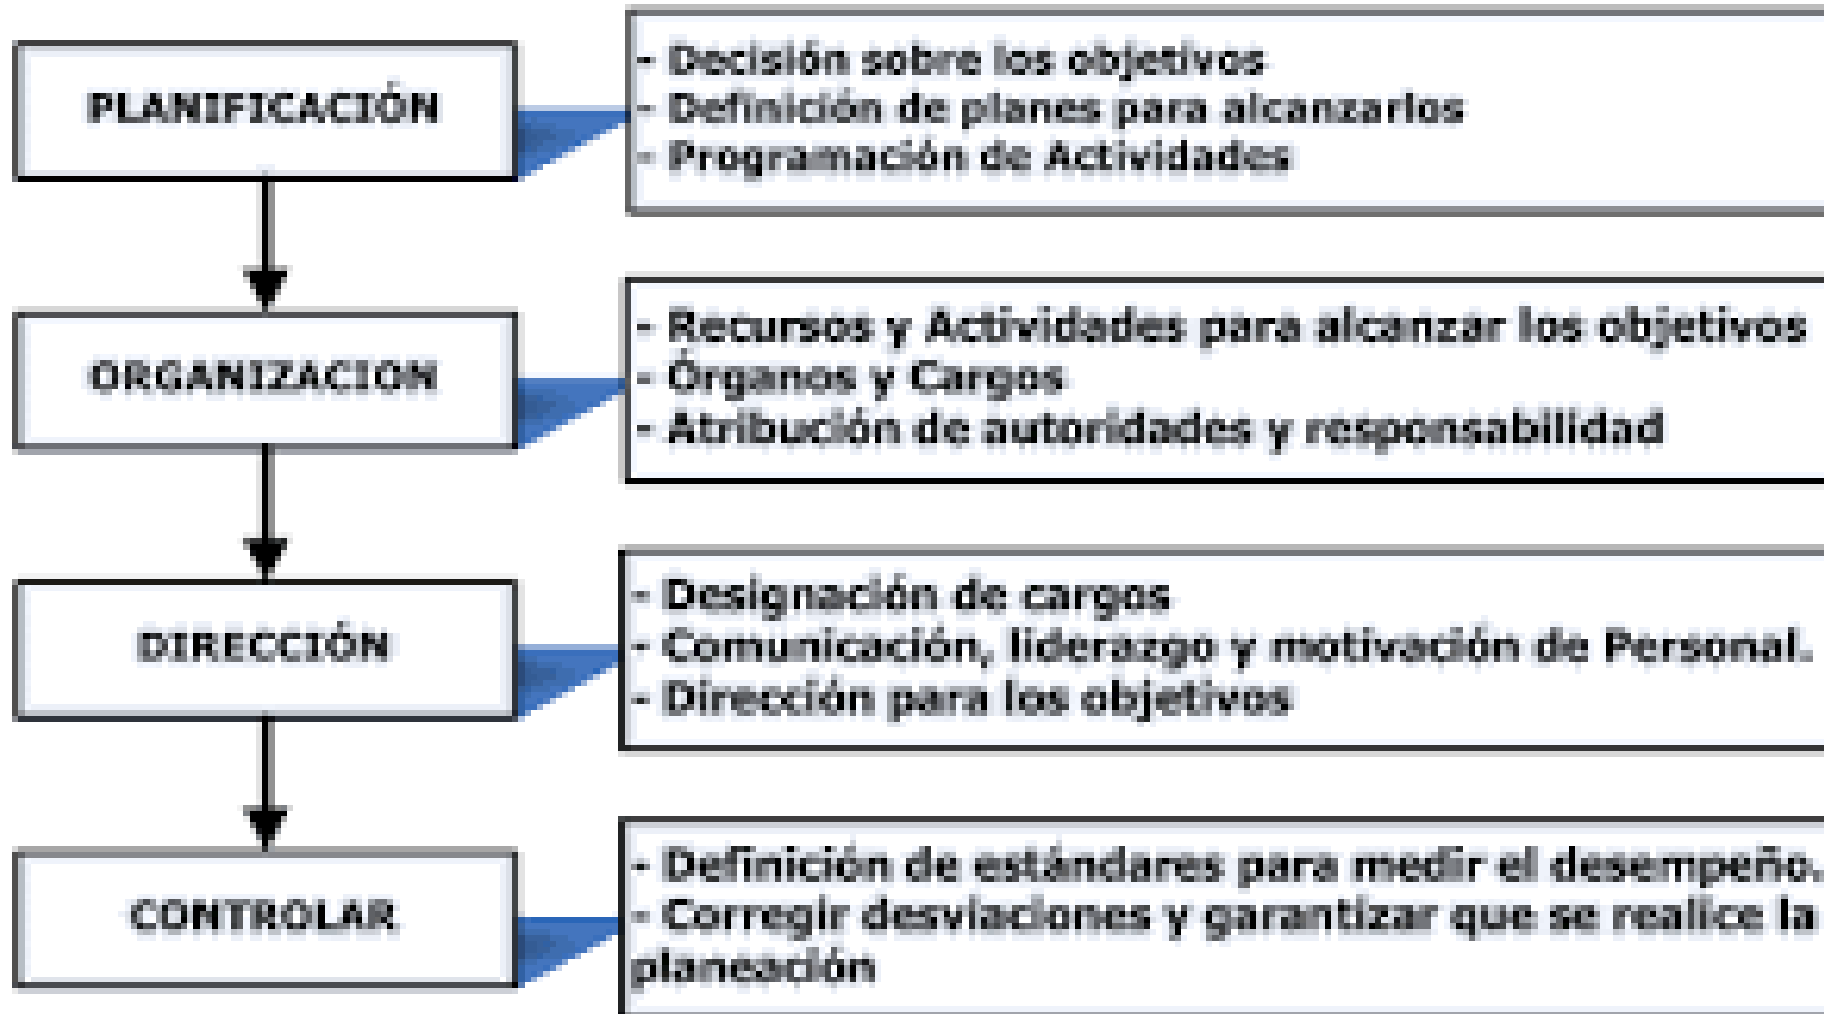 PLANIFICACIÓN
- Decisión sobre los objetivos
- Definición de planes para alcanzarlos
- Programación de Actividades
ORGANIZACION
- Recursos y Actividades para alcanzar los objetivos
- Órganos y Cargos
- Atribución de autoridades y responsabilidad
DIRECCIÓN
- Designación de cargos
- Comunicación, liderazgo y motivación de Personal.
- Dirección para los objetivos
CONTROLAR
- Definición de estándares para medir el desempeño.
- Corregir desviaciones y garantizar que se realice la
planeación